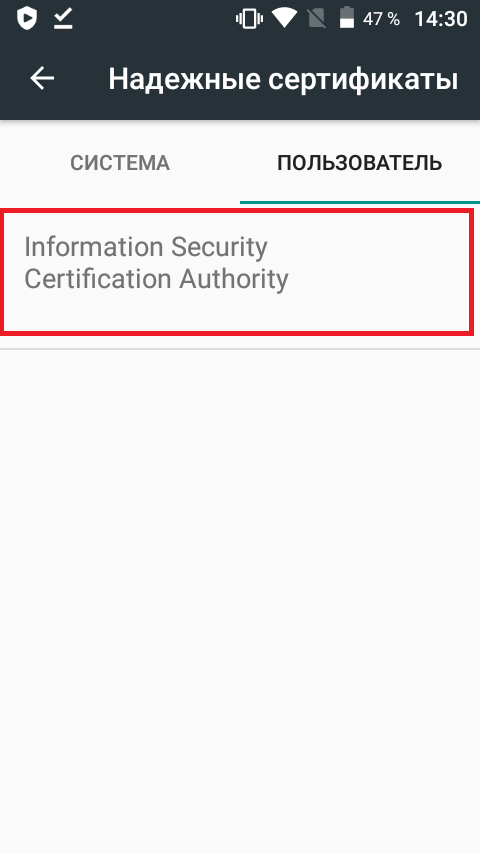 47 % 14:30
Надежные сертификаты
СИСТЕМА ПОЛЬЗОВАТЕЛЬ
Information Security
Certification Authority